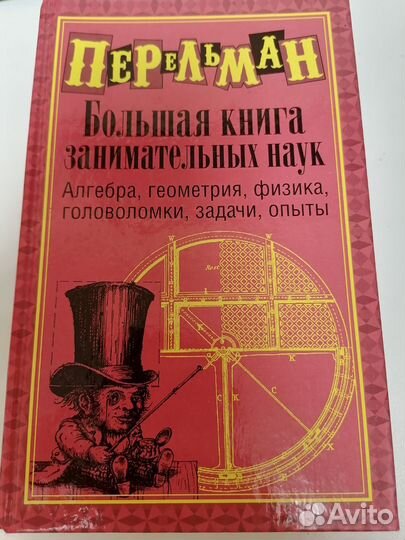 Перельман
Большая книга
занимательных наук
Алгебра, геометрия, физика,
головоломки, задачи, опыты
Avito